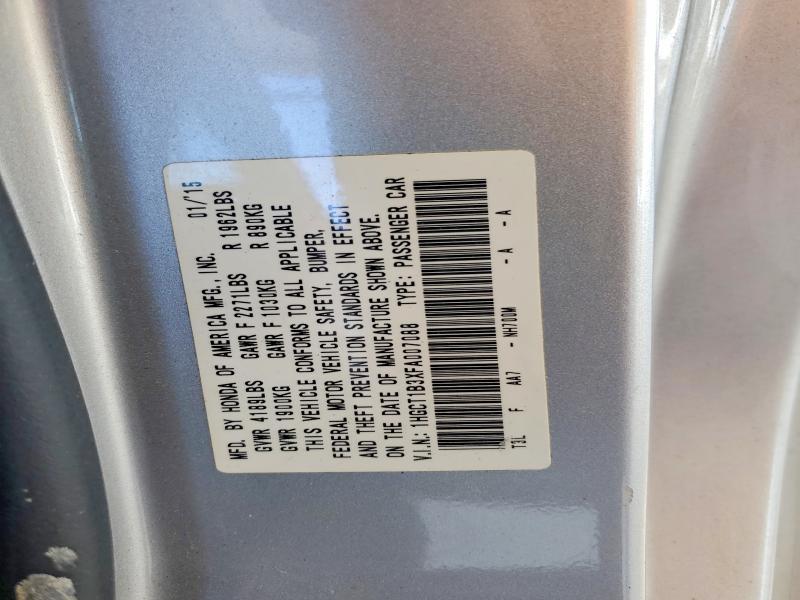 MFD. BY HONDA OF AMERICA MFG., INC. 01/'15
GVWR 4189LBS GAWR F 2271LBS R 1962LBS
GVWR 1900KG GAWR F 1030KG R 890KG
THIS VEHICLE CONFORMS TO ALL APPLICABLE
FEDERAL MOTOR VEHICLE SAFETY, BUMPER,
AND THEFT PREVENTION STANDARDS IN EFFECT
ON THE DATE OF MANUFACTURE SHOWN ABOVE.
V.I.N.: 1HGCT1B3XFA007088 TYPE: PASSENGER CAR
T3L F AA7 - NH700M - A - A